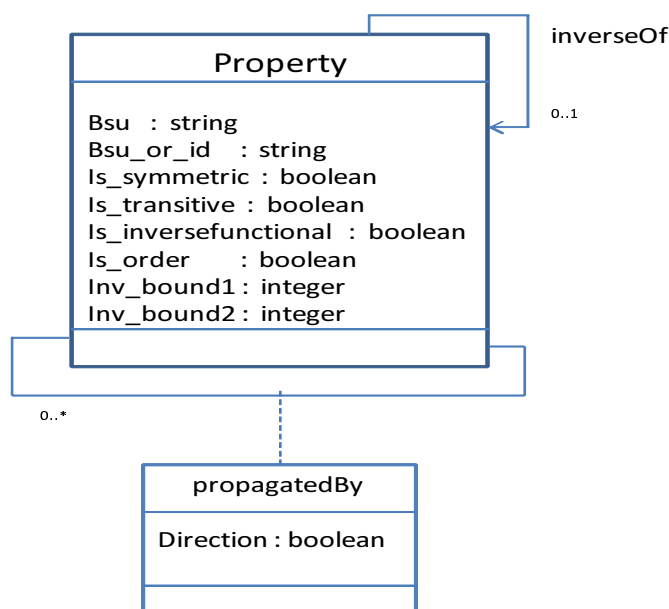 inverseOf
Property
0..1
Bsu : string
Bsu_or_id : string
Is_symmetric : boolean
Is_transitive : boolean
Is_inversefunctional : boolean
Is_order : boolean
Inv_bound1 : integer
Inv_bound2 : integer
0..*
propagatedBy
Direction : boolean